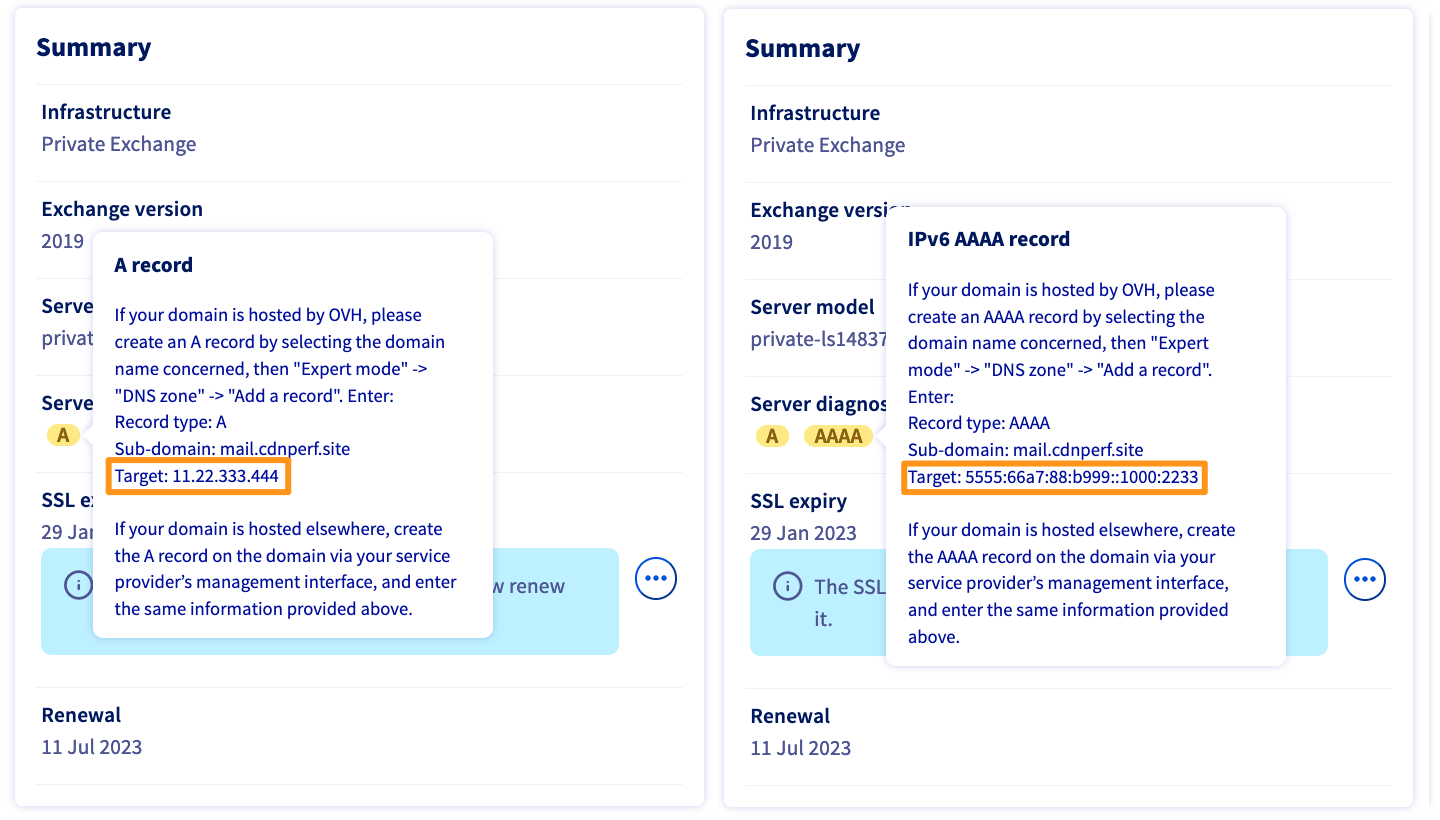 Summary
Infrastructure
Private Exchange
Exchange version
2019
A record
If your domain is hosted by OVH, please
create an A record by selecting the domain
name concerned, then "Expert mode" ->
"DNS zone" -> "Add a record". Enter:
Record type: A
Sub-domain: mail.cdnperf.site
Target: 11.22.333.444
If your domain is hosted elsewhere, create
the A record on the domain via your service
provider’s management interface, and enter
the same information provided above.
Serve
privat
Serve
A
SSL e
29 Jan
w renew
Renewal
11 Jul 2023
Summary
Infrastructure
Private Exchange
Exchange version
2019
IPv6 AAAA record
If your domain is hosted by OVH, please
create an AAAA record by selecting the
domain name concerned, then "Expert
mode" -> "DNS zone" -> "Add a record".
Enter:
Record type: AAAA
Sub-domain: mail.cdnperf.site
Target: 5555:66a7:88:b999::1000:2233
If your domain is hosted elsewhere, create
the AAAA record on the domain via your
service provider’s management interface,
and enter the same information provided
above.
Server model
private-ls14837
Server diagnos
A AAAA
SSL expiry
29 Jan 2023
The SSL
it.
Renewal
11 Jul 2023